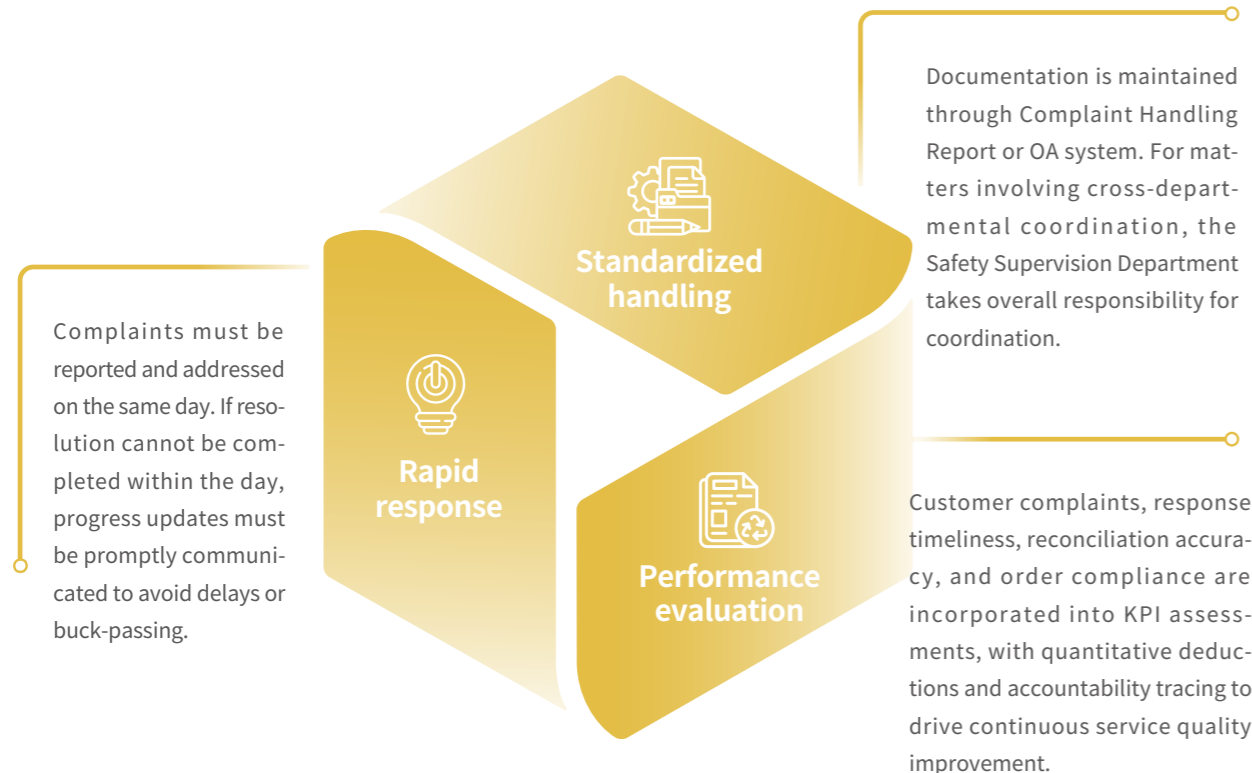 Standardized
handling
Documentation is maintained
through Complaint Handling
Report or OA system. For mat-
ters involving cross-depart-
mental coordination, the
Safety Supervision Department
takes overall responsibility for
coordination.
Complaints must be
reported and addressed
on the same day. If reso-
lution cannot be com-
pleted within the day,
progress updates must
be promptly communi-
cated to avoid delays or
buck-passing.
Rapid
response
Performance
evaluation
Customer complaints, response
timeliness, reconciliation accura-
cy, and order compliance are
incorporated into KPI assess-
ments, with quantitative deduc-
tions and accountability tracing to
drive continuous service quality
improvement.